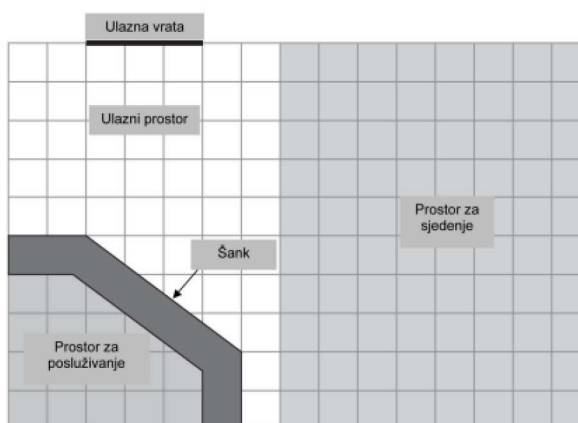 Ulazna vrata
Ulazni prostor
Prostor za
sjedenje
Šank
Prostor za
posluživanje